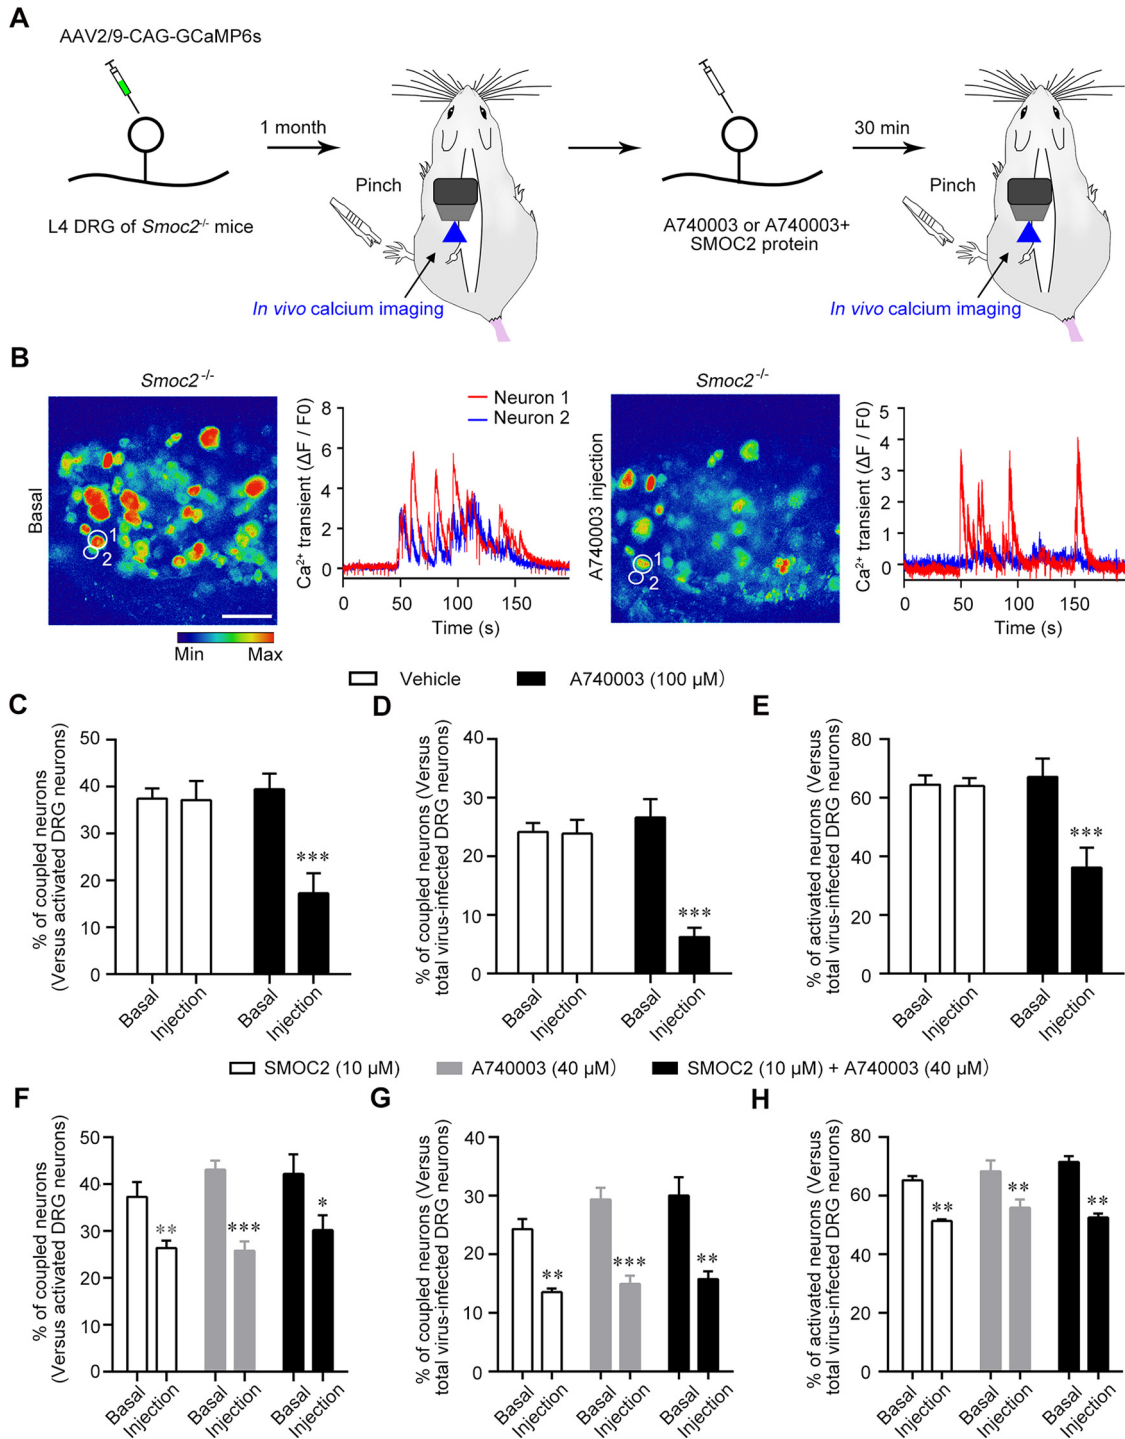 A
AAV2/9-CAG-GCaMP6s
1 month
30 min
Pinch
Pinch
L4 DRG of Smoc2-/- mice
A740003 or A740003+
SMOC2 protein
In vivo calcium imaging
In vivo calcium imaging
B
Smoc2-/-
Smoc2-/-
Basal
1
2
Min
Max
Ca2+ transient (ΔF / F0)
8
6
4
2
0
0
50
100
150
Time (s)
Neuron 1
Neuron 2
A740003 injection
1
2
Ca2+ transient (ΔF / F0)
5
4
3
2
1
0
0
50
100
150
Time (s)
Vehicle
A740003 (100 μM)
C
% of coupled neurons
(Versus activated DRG neurons)
50
40
30
20
10
0
***
Basal
Injection
Basal
Injection
D
% of coupled neurons (Versus
total virus-infected DRG neurons)
40
30
20
10
0
***
Basal
Injection
Basal
Injection
E
% of activated neurons (Versus
total virus-infected DRG neurons)
80
60
40
20
0
***
Basal
Injection
Basal
Injection
SMOC2 (10 μM)
A740003 (40 μM)
SMOC2 (10 μM) + A740003 (40 μM)
F
% of coupled neurons
(Versus activated DRG neurons)
50
40
30
20
10
0
**
***
*
Basal
Injection
Basal
Injection
Basal
Injection
G
% of coupled neurons (Versus
total virus-infected DRG neurons)
40
30
20
10
0
**
***
**
Basal
Injection
Basal
Injection
Basal
Injection
H
% of activated neurons (Versus
total virus-infected DRG neurons)
80
60
40
20
0
**
**
**
Basal
Injection
Basal
Injection
Basal
Injection